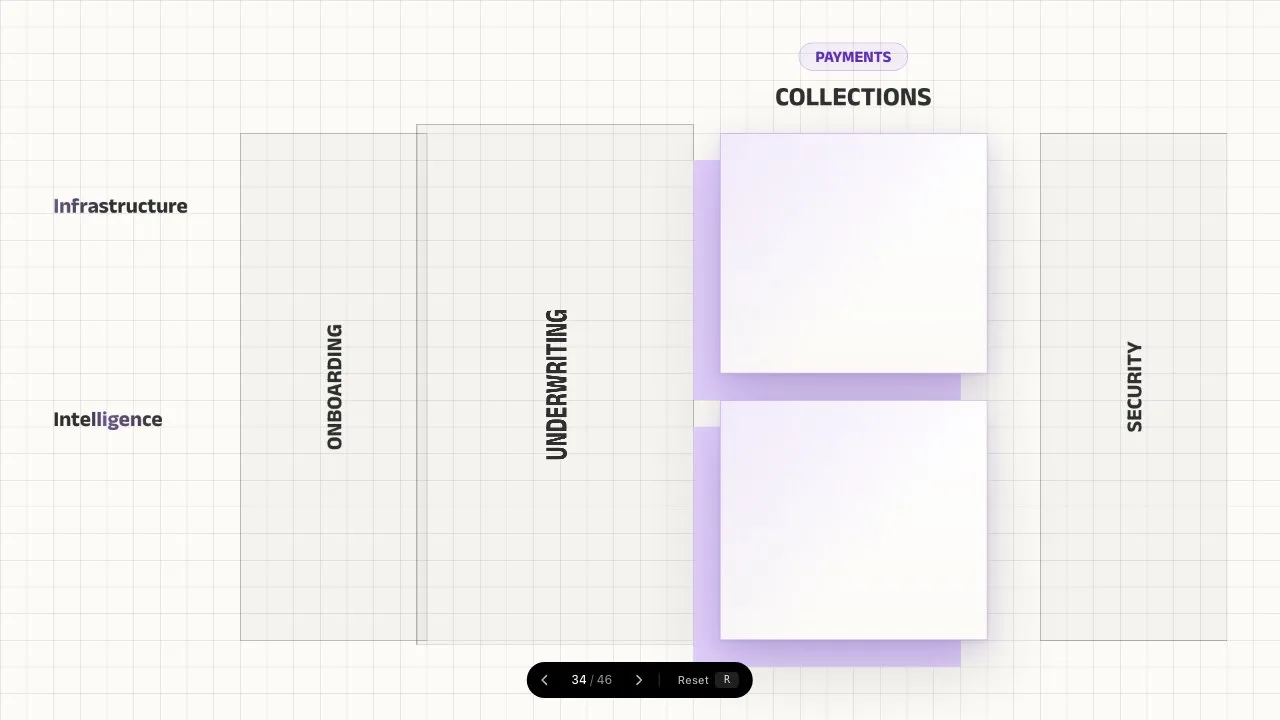 PAYMENTS
COLLECTIONS
Infrastructure
Intelligence
ONBOARDING
UNDERWRITING
SECURITY
34 / 46
Reset R